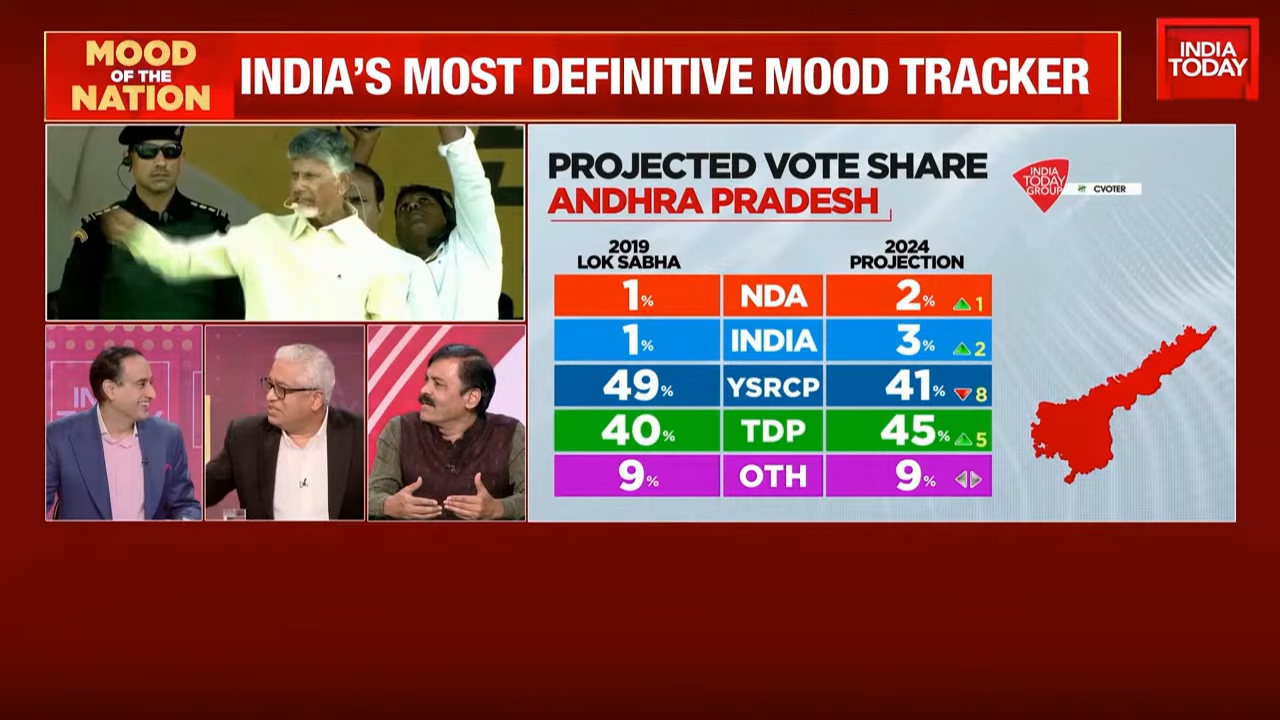 MOOD
OF THE
NATION
INDIA'S MOST DEFINITIVE MOOD TRACKER
INDIA
TODAY
PROJECTED VOTE SHARE
ANDHRA PRADESH
INDIA
TODAY
GROUP
CVOTER
2019
LOK SABHA
2024
PROJECTION
1% NDA 2% 1
1% INDIA 3% 2
49% YSRCP 41% 8
40% TDP 45% 5
9% OTH 9%